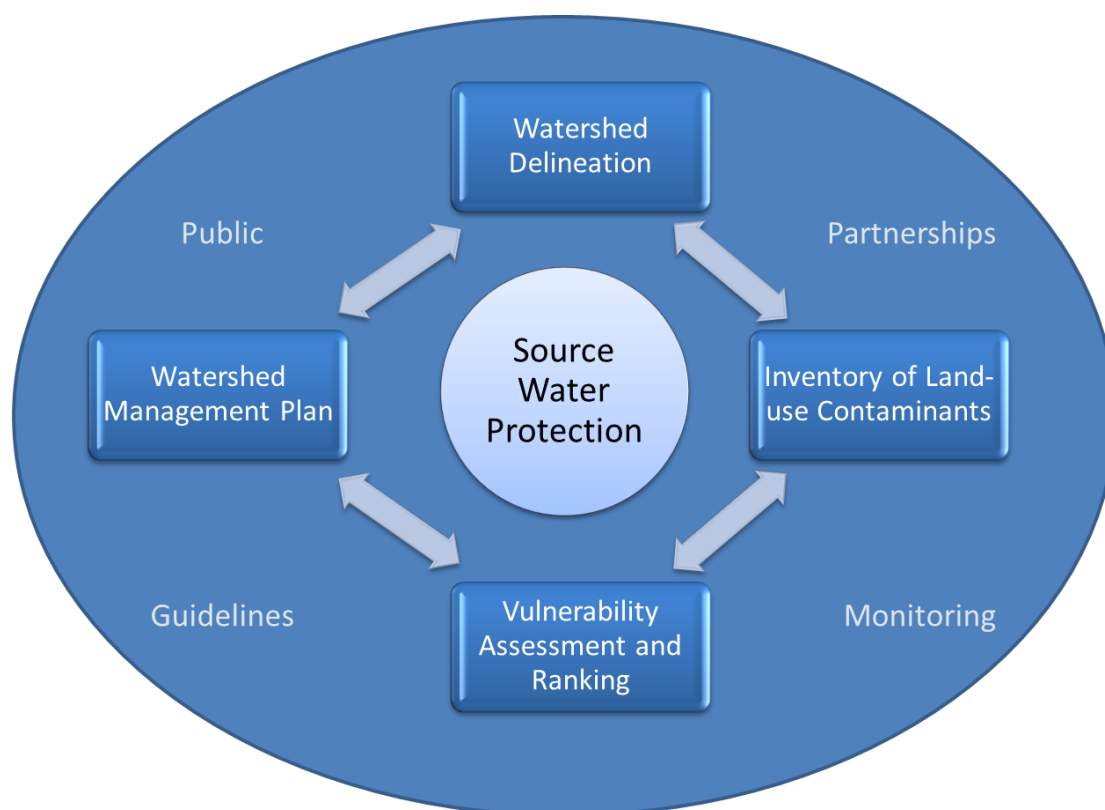 Watershed
Delineation
Public
Partnerships
Watershed
Management Plan
Source
Water
Protection
Inventory of Land-
use Contaminants
Guidelines
Vulnerability
Assessment and
Ranking
Monitoring